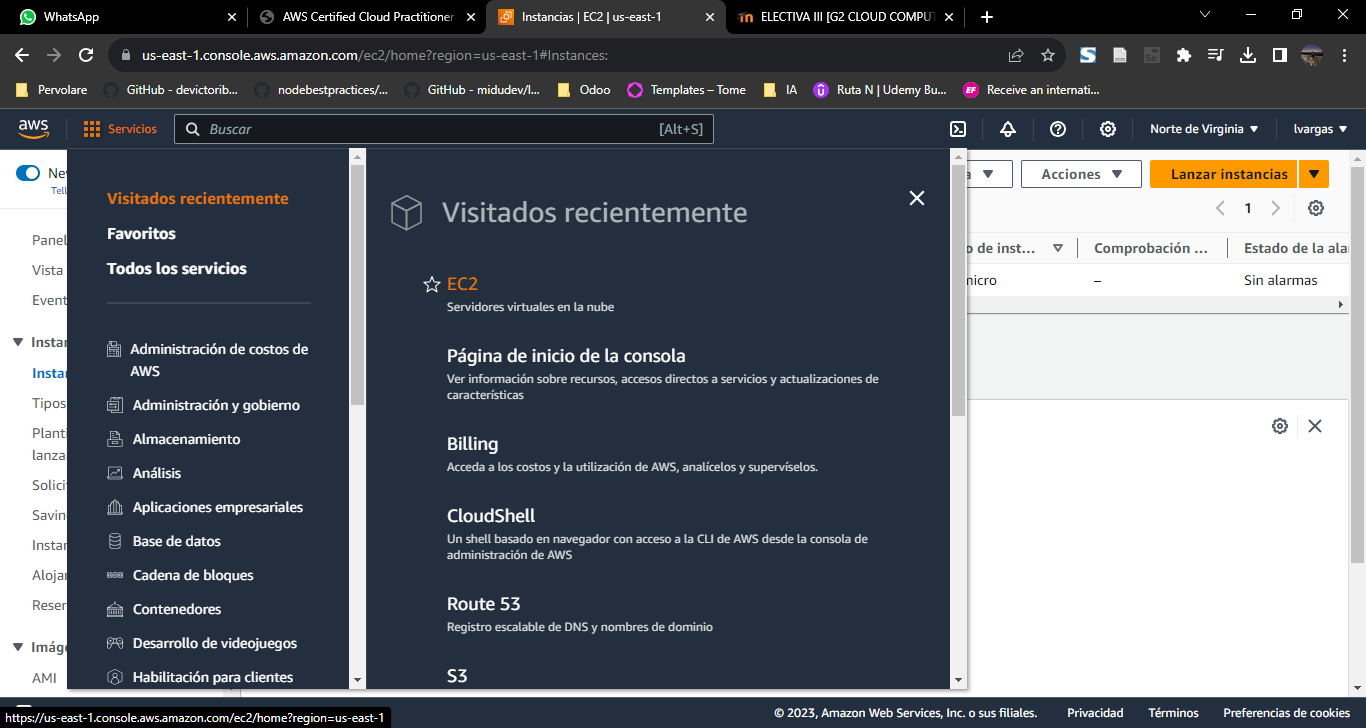 WhatsApp
AWS Certified Cloud Practitioner
Instancias | EC2 | us-east-1
ELECTIVA III [G2 CLOUD COMPUT
us-east-1.console.aws.amazon.com/ec2/home?region=us-east-1#Instances:
Pervolare
GitHub - devictorib...
nodebestpractices/...
GitHub - midudev/l...
Odoo
Templates – Tome
IA
Ruta N | Udemy Bu...
Receive an internati...
aws
Servicios
Buscar
[Alt+S]
Norte de Virginia
lvargas
Nev
Tell
Visitados recientemente
Favoritos
Todos los servicios
Administración de costos de
AWS
Administración y gobierno
Almacenamiento
Análisis
Aplicaciones empresariales
Base de datos
Cadena de bloques
Contenedores
Desarrollo de videojuegos
Habilitación para clientes
Visitados recientemente
EC2
Servidores virtuales en la nube
Página de inicio de la consola
Ver información sobre recursos, accesos directos a servicios y actualizaciones de
características
Billing
Acceda a los costos y la utilización de AWS, analícelos y supervíselos.
CloudShell
Un shell basado en navegador con acceso a la CLI de AWS desde la consola de
administración de AWS
Route 53
Registro escalable de DNS y nombres de dominio
S3
Panel
Vista
Event
Instan
Instan
Tipos
Planti
lanza
Solicit
Savin
Instan
Alojar
Reser
Imáge
AMI
a
Acciones
Lanzar instancias
1
o de inst...
Comprobación ...
Estado de la ala
micro
–
Sin alarmas
https://us-east-1.console.aws.amazon.com/ec2/home?region=us-east-1
© 2023, Amazon Web Services, Inc. o sus filiales.
Privacidad
Términos
Preferencias de cookies